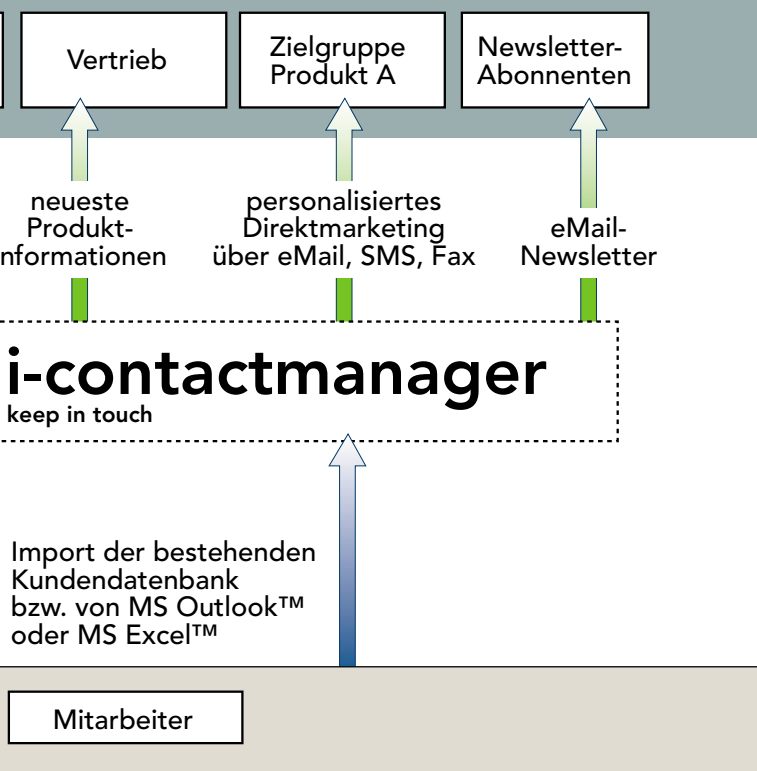 Vertrieb
Zielgruppe
Produkt A
Newsletter-
Abonnenten
neueste
Produkt-
nformationen
personalisiertes
Direktmarketing
über eMail, SMS, Fax
eMail-
Newsletter
i-contactmanager
keep in touch
Import der bestehenden
Kundendatenbank
bzw. von MS Outlook™
oder MS Excel™
Mitarbeiter